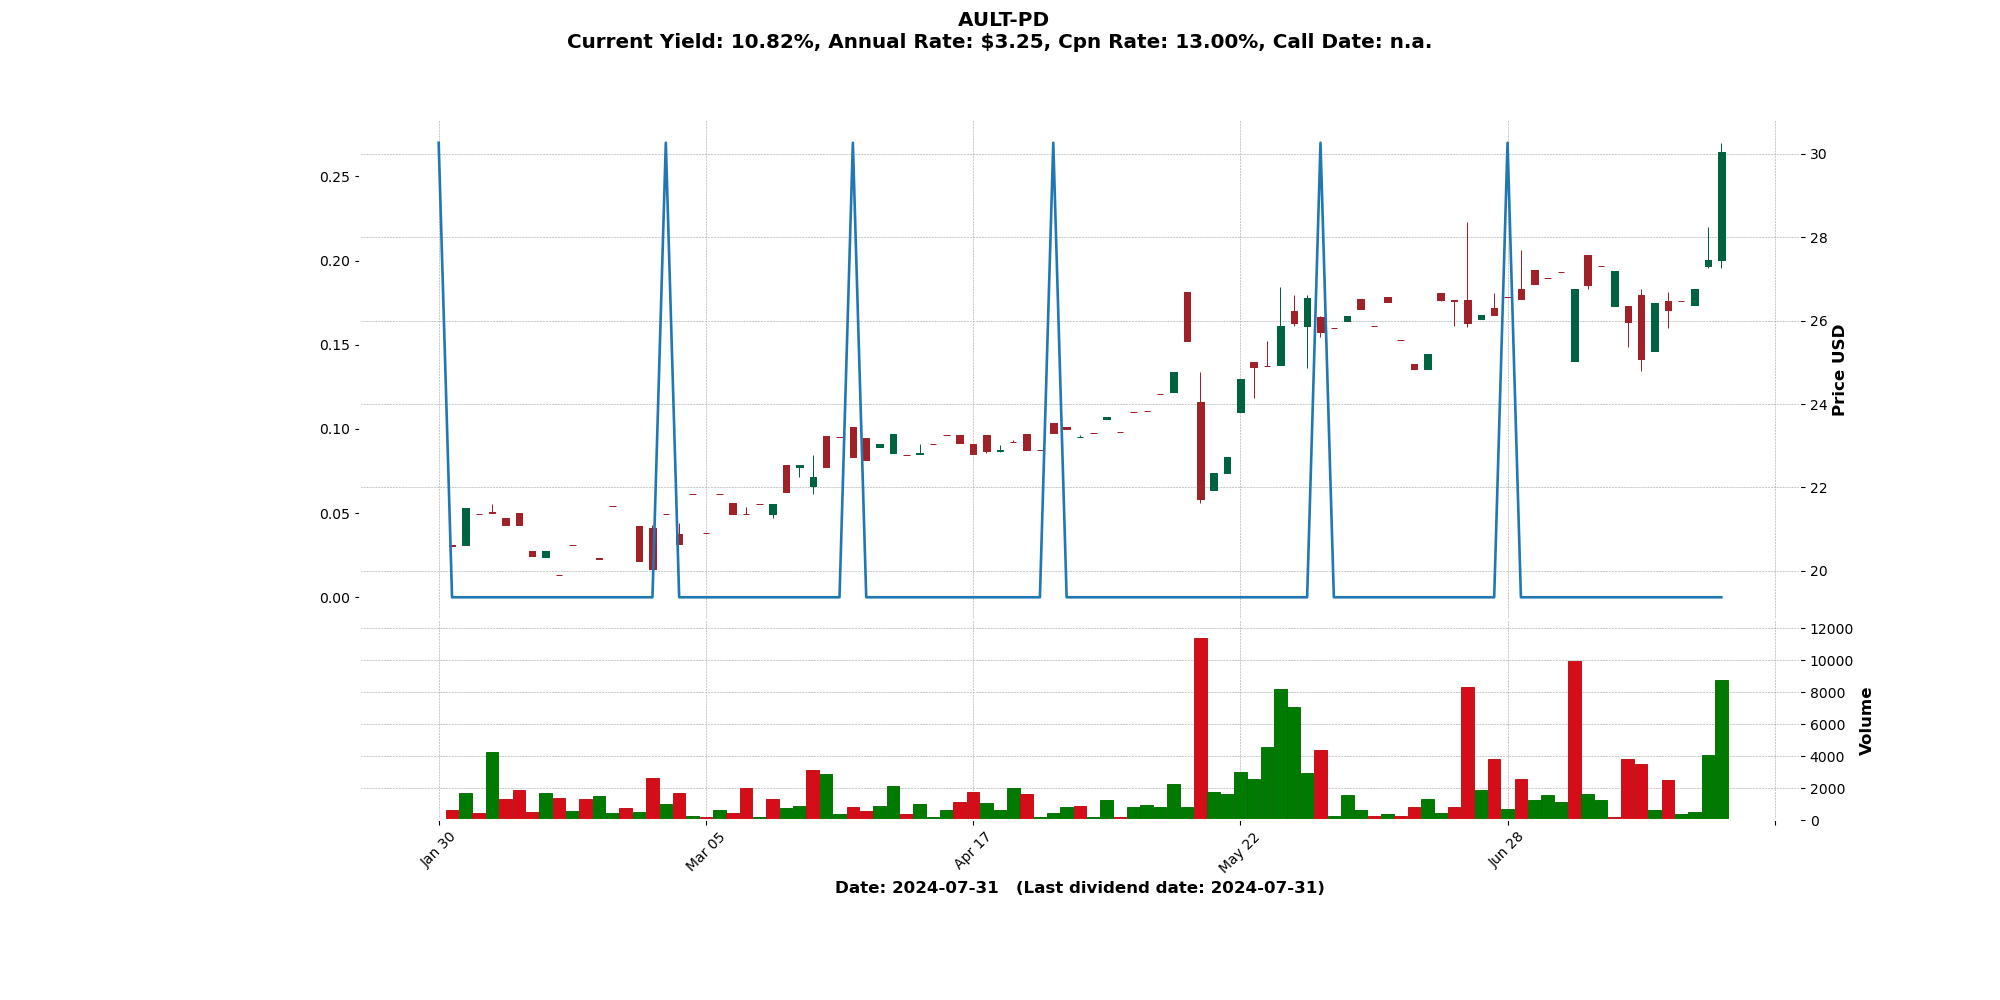 AULT-PD
Current Yield: 10.82%, Annual Rate: $3.25, Cpn Rate: 13.00%, Call Date: n.a.
0.25
0.20
0.15
0.10
0.05
0.00
30
28
26
24
22
20
Price USD
12000
10000
8000
6000
4000
2000
0
Volume
Jan 30
Mar 05
Apr 17
May 22
Jun 28
Date: 2024-07-31 (Last dividend date: 2024-07-31)